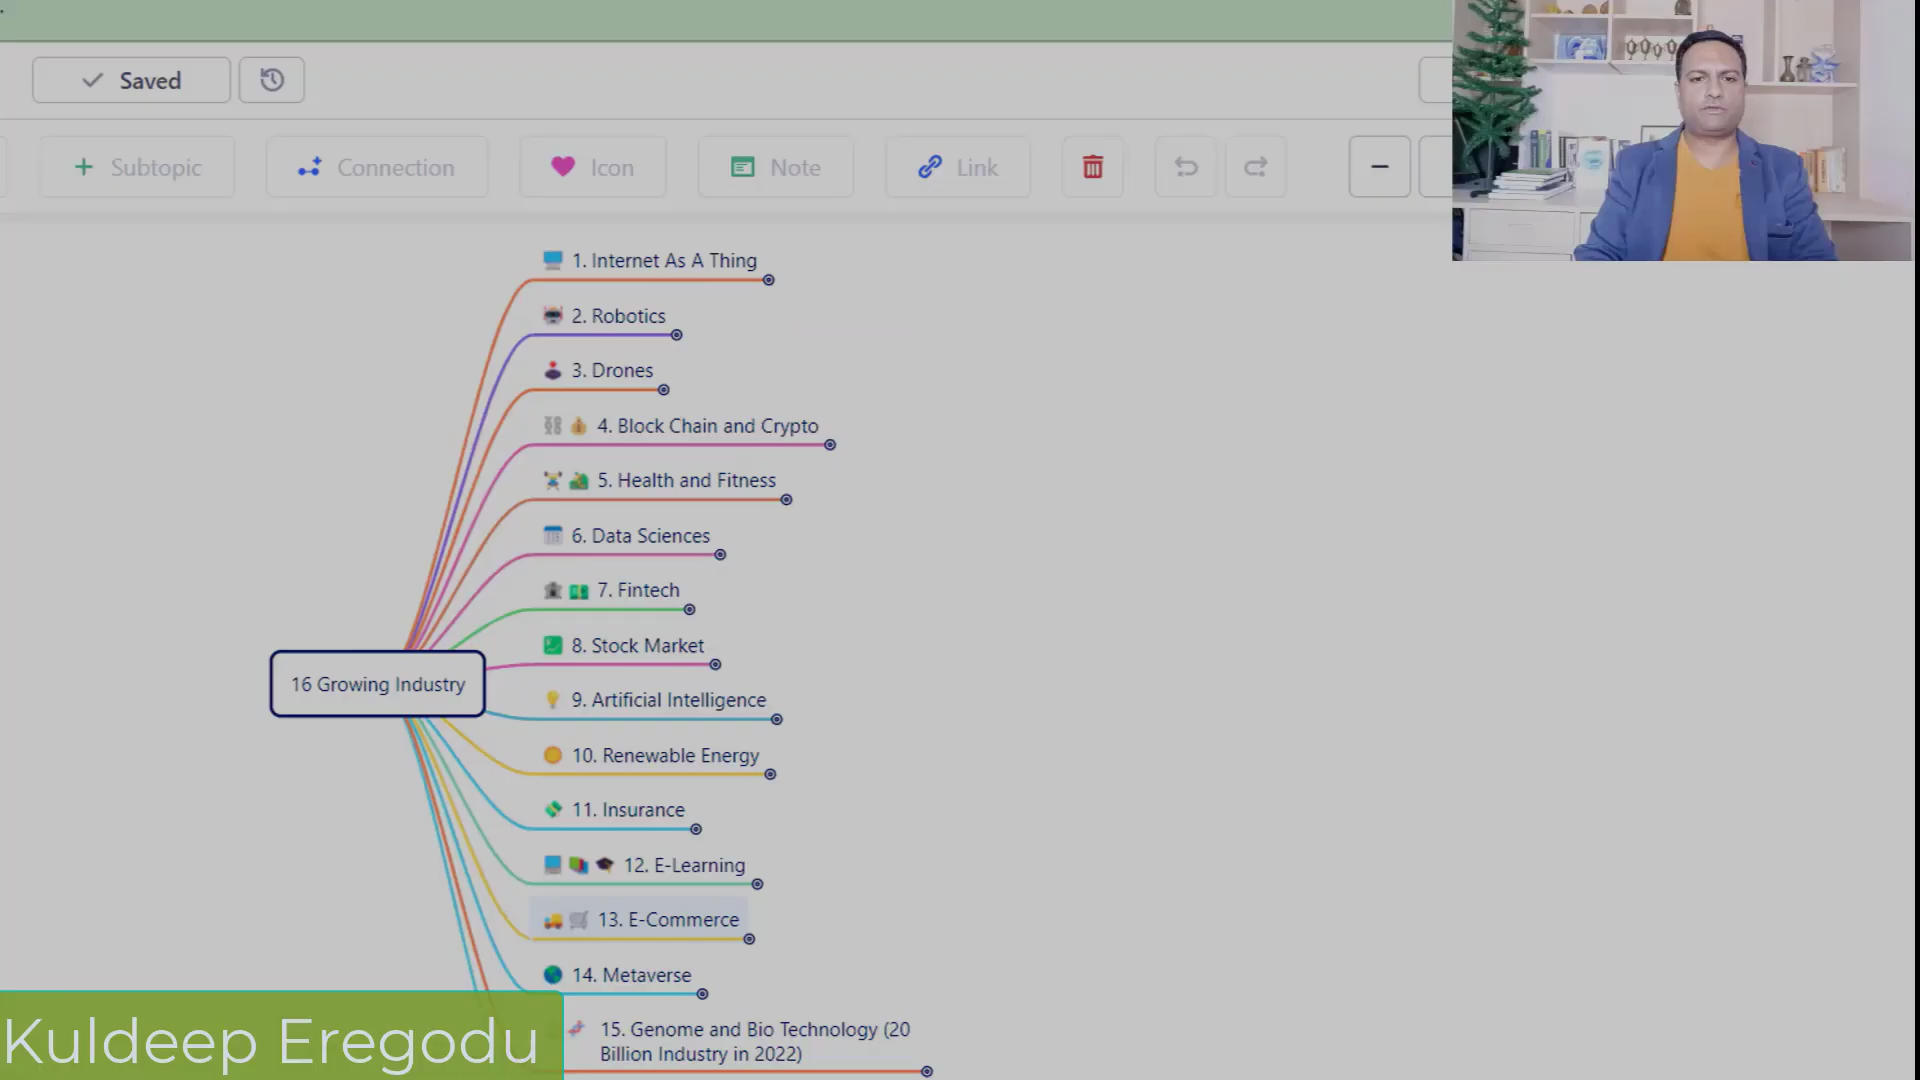 Saved
Subtopic
Connection
Icon
Note
Link
1. Internet As A Thing
2. Robotics
3. Drones
4. Block Chain and Crypto
5. Health and Fitness
6. Data Sciences
7. Fintech
8. Stock Market
16 Growing Industry
9. Artificial Intelligence
10. Renewable Energy
11. Insurance
12. E-Learning
13. E-Commerce
14. Metaverse
15. Genome and Bio Technology (20
Billion Industry in 2022)
Kuldeep Eregodu